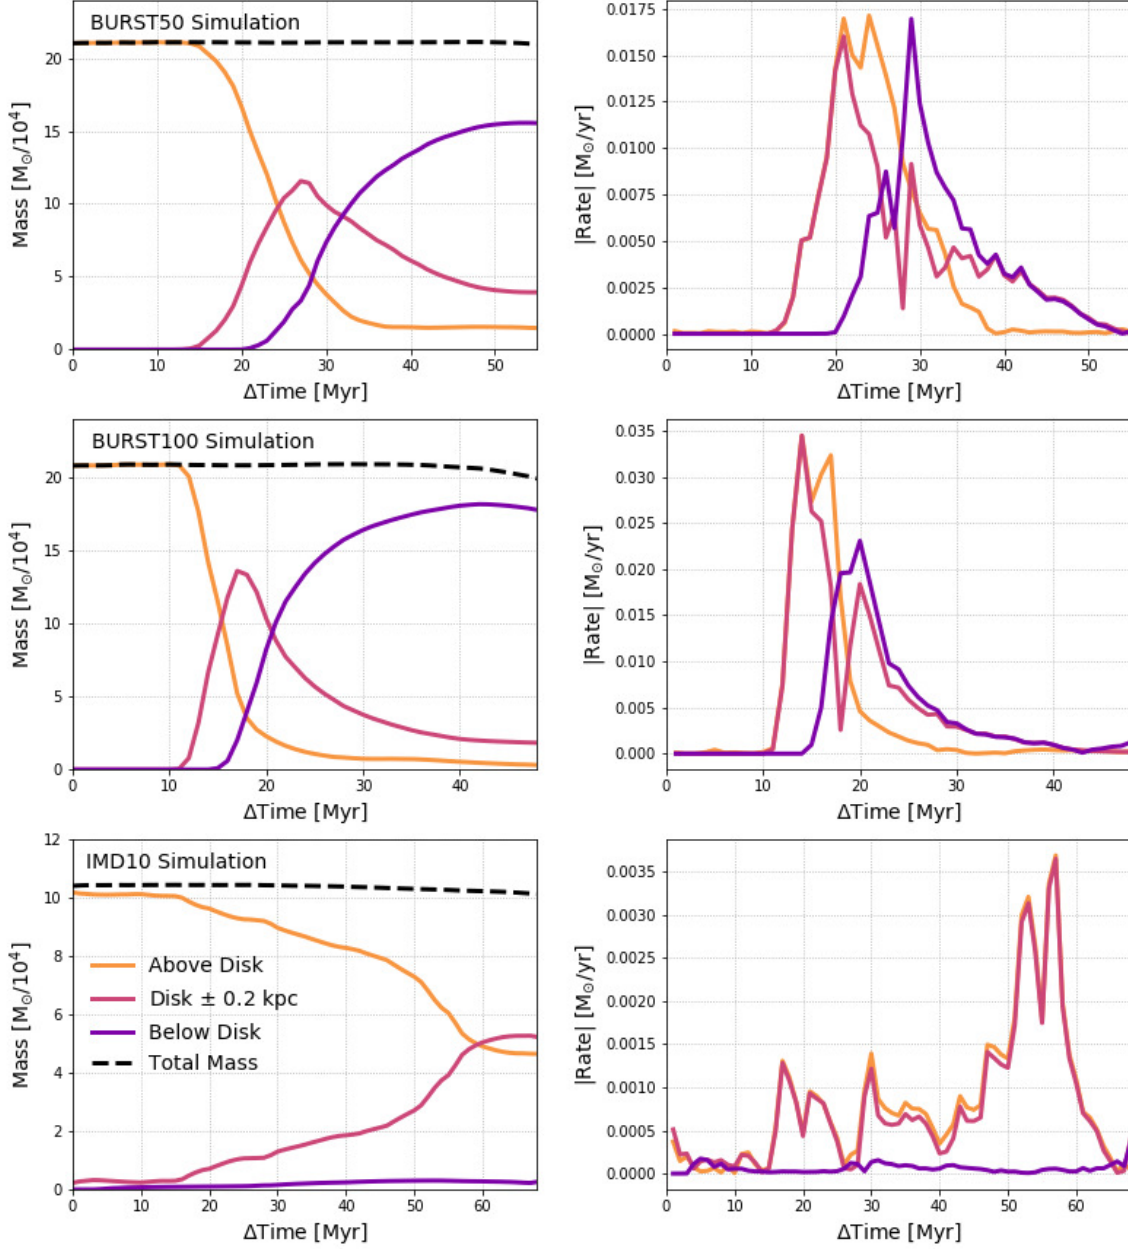 BURST50 Simulation
Mass [M⊙/10⁴]
20
15
10
5
0
0 10 20 30 40 50
ΔTime [Myr]
|Rate| [M⊙/yr]
0.0175
0.0150
0.0125
0.0100
0.0075
0.0050
0.0025
0.0000
0 10 20 30 40 50
ΔTime [Myr]
BURST100 Simulation
Mass [M⊙/10⁴]
20
15
10
5
0
0 10 20 30 40
ΔTime [Myr]
|Rate| [M⊙/yr]
0.035
0.030
0.025
0.020
0.015
0.010
0.005
0.000
0 10 20 30 40
ΔTime [Myr]
IMD10 Simulation
Mass [M⊙/10⁴]
12
10
8
6
4
2
0
Above Disk
Disk ± 0.2 kpc
Below Disk
Total Mass
0 10 20 30 40 50 60
ΔTime [Myr]
|Rate| [M⊙/yr]
0.0035
0.0030
0.0025
0.0020
0.0015
0.0010
0.0005
0.0000
0 10 20 30 40 50 60
ΔTime [Myr]